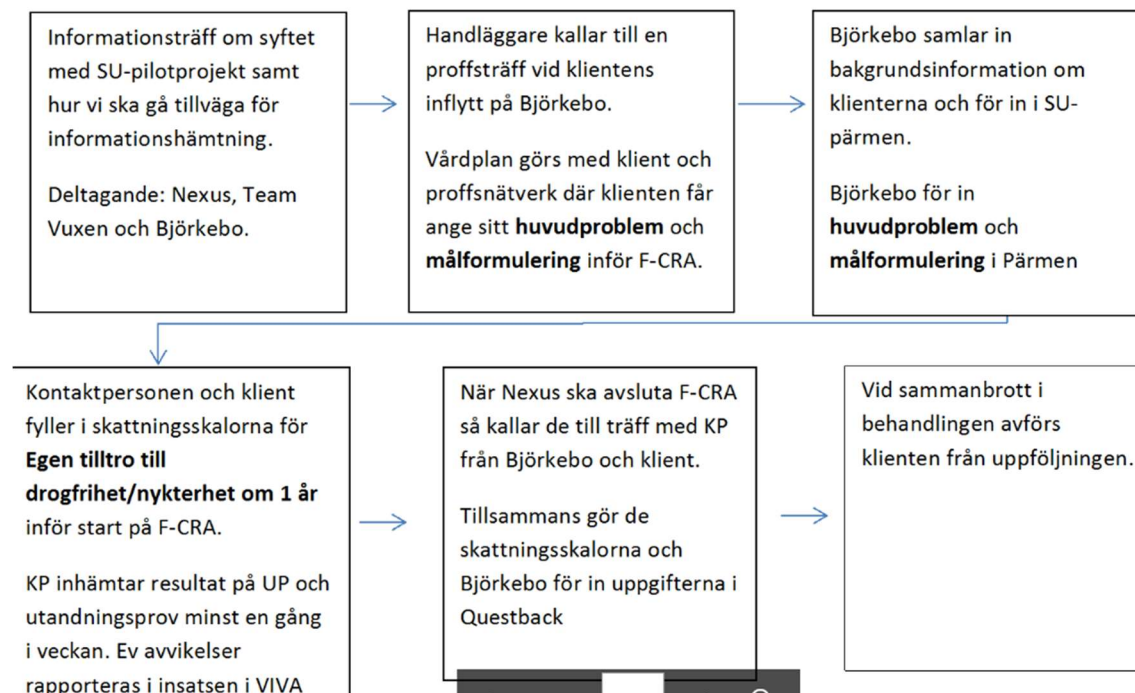 Informationsträff om syftet
med SU-pilotprojekt samt
hur vi ska gå tillväga för
informationshämtning.
Deltagande: Nexus, Team
Vuxen och Björkebo.
Handläggare kallar till en
proffsträff vid klientens
inflytt på Björkebo.
Vårdplan görs med klient och
proffsnätverk där klienten får
ange sitt huvudproblem och
målformulering inför F-CRA.
Björkebo samlar in
bakgrundsinformation om
klienterna och för in i SU-
pärmen.
Björkebo för in
huvudproblem och
målformulering i Pärmen
Kontaktpersonen och klient
fyller i skattningsskalorna för
Egen tilltro till
drogfrihet/nykterhet om 1 år
inför start på F-CRA.
KP inhämtar resultat på UP och
utandningsprov minst en gång
i veckan. Ev avvikelser
rapporteras i insatsen i VIVA
När Nexus ska avsluta F-CRA
så kallar de till träff med KP
från Björkebo och klient.
Tillsammans gör de
skattningsskalorna och
Björkebo för in uppgifterna i
Questback
Vid sammanbrott i
behandlingen avförs
klienten från uppföljningen.